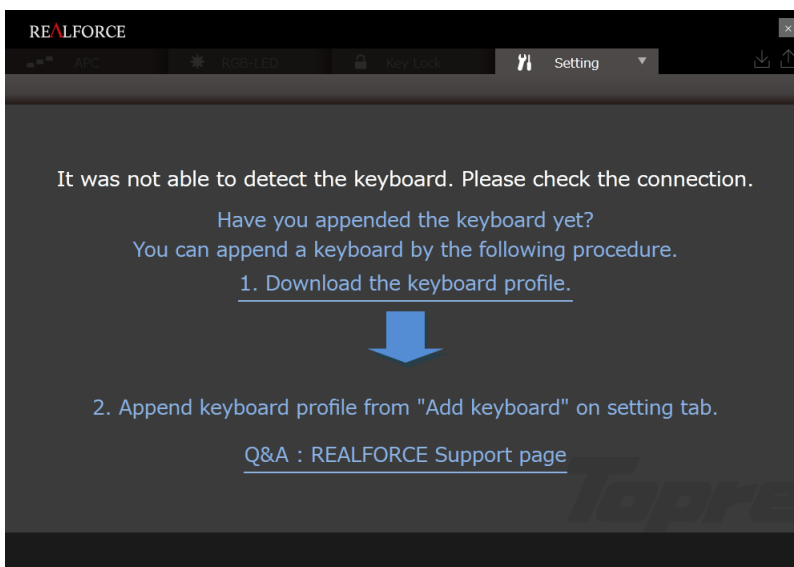 REALFORCE
APC
RGB-LED
Key Lock
Setting
It was not able to detect the keyboard. Please check the connection.
Have you appended the keyboard yet?
You can append a keyboard by the following procedure.
1. Download the keyboard profile.
2. Append keyboard profile from "Add keyboard" on setting tab.
Q&A : REALFORCE Support page
Topre